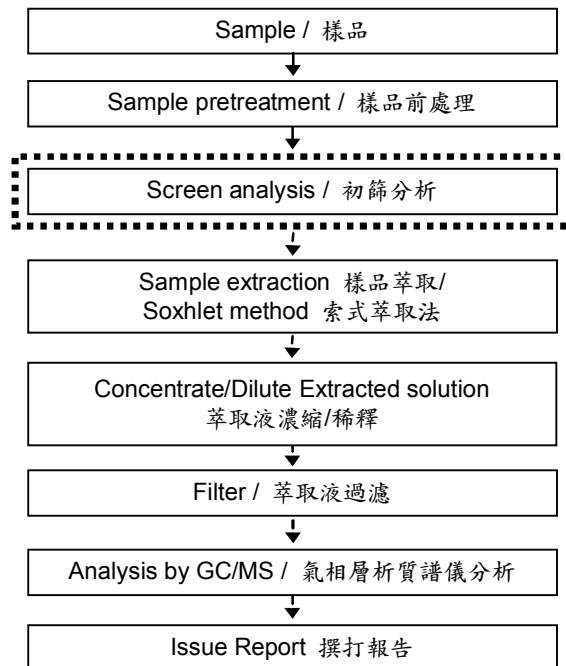 Sample / 樣品
Sample pretreatment / 樣品前處理
Screen analysis / 初篩分析
Sample extraction 樣品萃取/
Soxhlet method 索式萃取法
Concentrate/Dilute Extracted solution
萃取液濃縮/稀釋
Filter / 萃取液過濾
Analysis by GC/MS / 氣相層析質譜儀分析
Issue Report 撰打報告